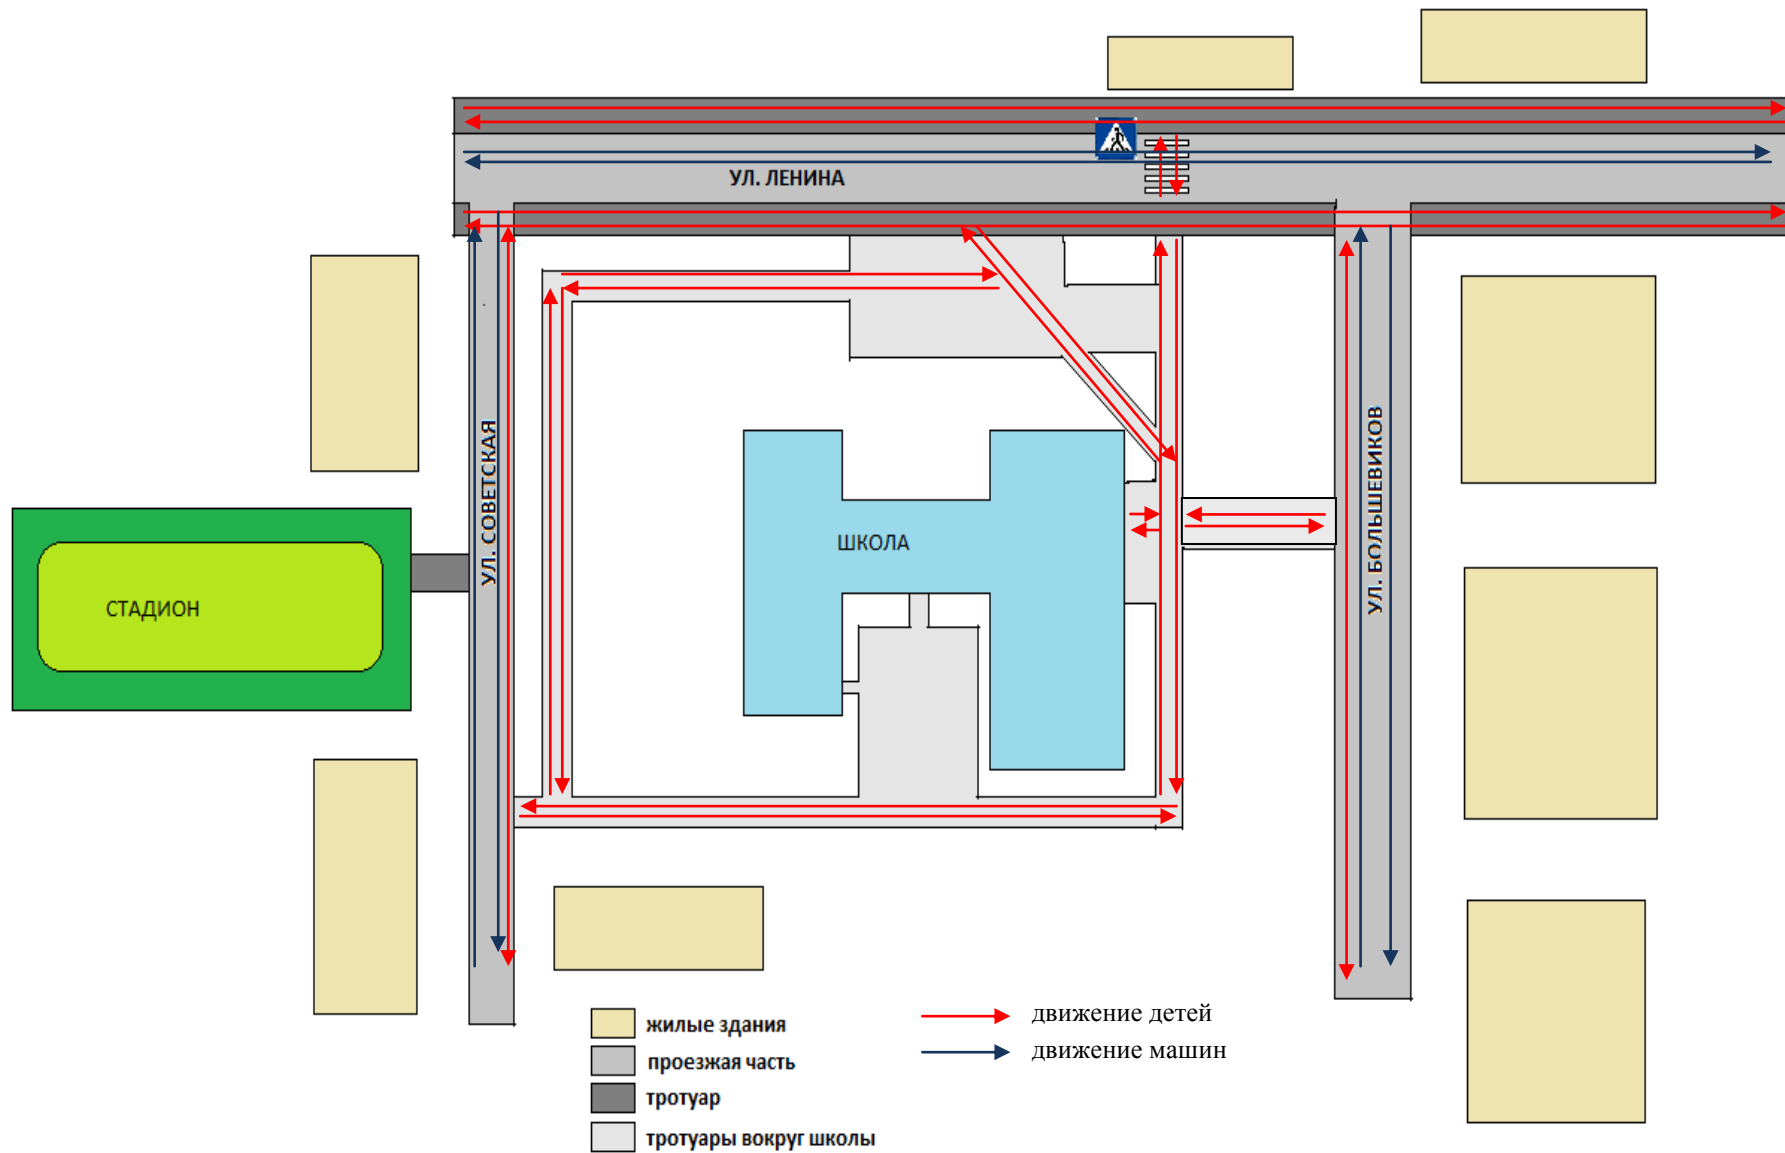 УЛ. ЛЕНИНА
УЛ. СОВЕТСКАЯ
УЛ. БОЛЬШЕВИКОВ
ШКОЛА
СТАДИОН
жилые здания
проезжая часть
тротуар
тротуары вокруг школы
движение детей
движение машин